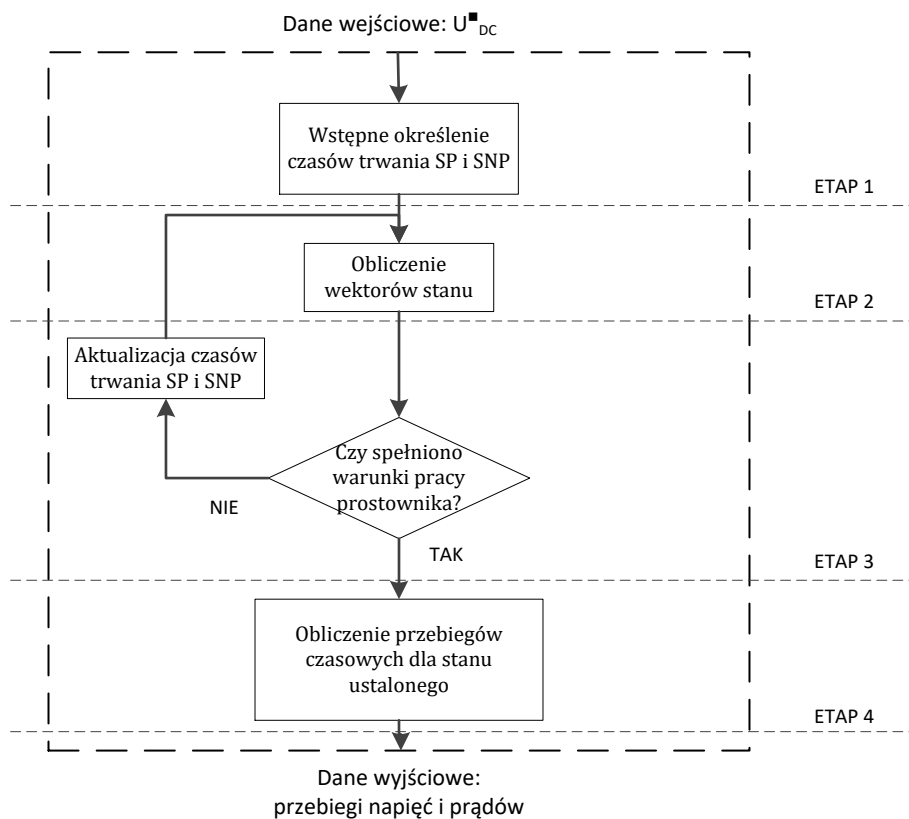 Dane wejściowe: U■DC
Wstępne określenie
czasów trwania SP i SNP
ETAP 1
Obliczenie
wektorów stanu
ETAP 2
Aktualizacja czasów
trwania SP i SNP
Czy spełniono
warunki pracy
prostownika?
NIE
TAK
ETAP 3
Obliczenie przebiegów
czasowych dla stanu
ustalonego
ETAP 4
Dane wyjściowe:
przebiegi napięć i prądów